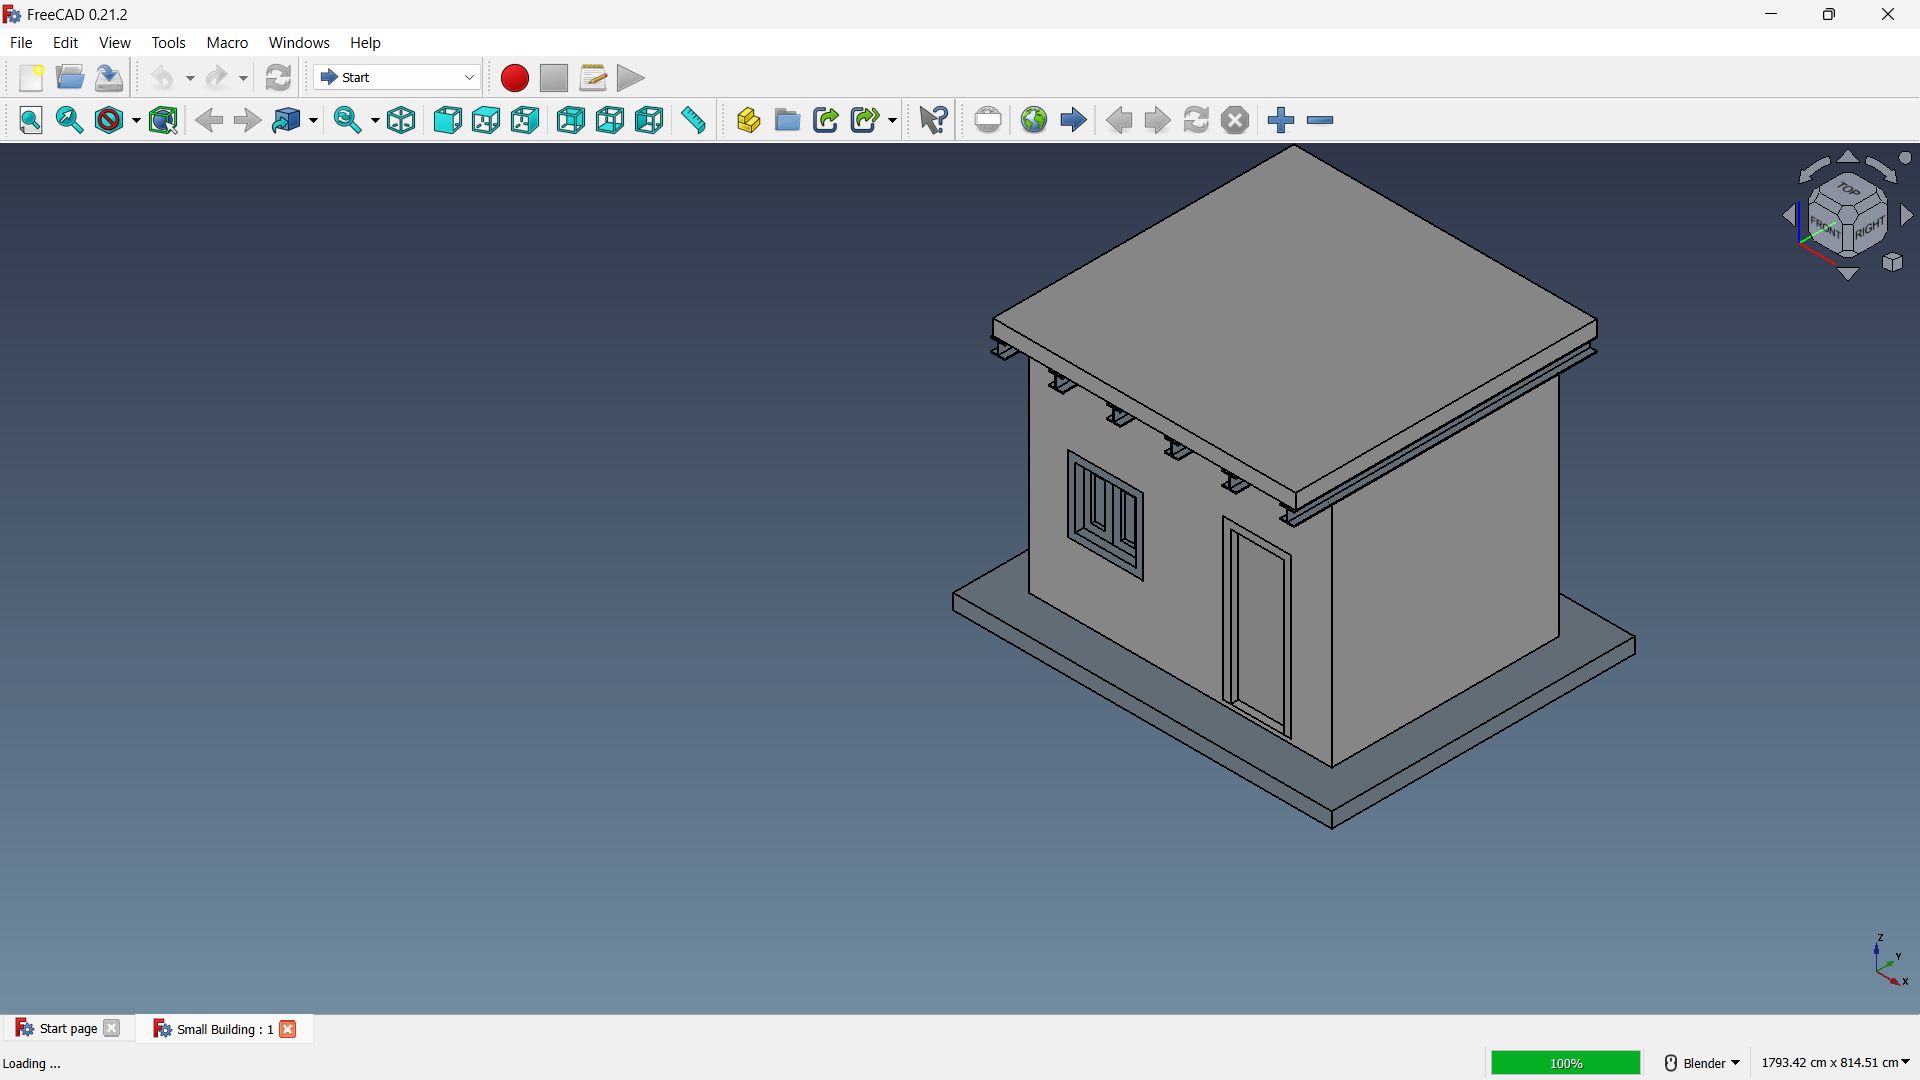 FreeCAD 0.21.2
File Edit View Tools Macro Windows Help
Start
TOP
FRONT RIGHT
Z
Y
X
Start page Small Building : 1
Loading ... 100% Blender 1793.42 cm x 814.51 cm